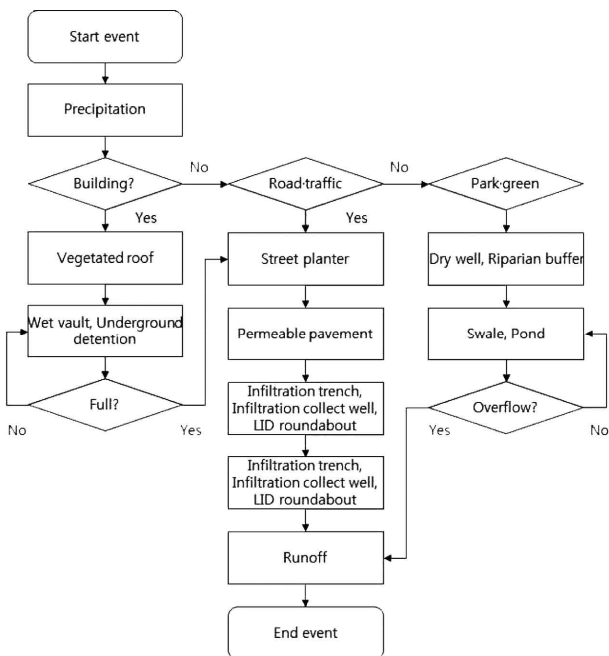 Start event
Precipitation
Building?
No
Road·traffic
No
Park·green
Yes
Yes
Vegetated roof
Street planter
Dry well, Riparian buffer
Wet vault, Underground
detention
Permeable pavement
Swale, Pond
Full?
No
Yes
Infiltration trench,
Infiltration collect well,
LID roundabout
Overflow?
Yes
No
Infiltration trench,
Infiltration collect well,
LID roundabout
Runoff
End event